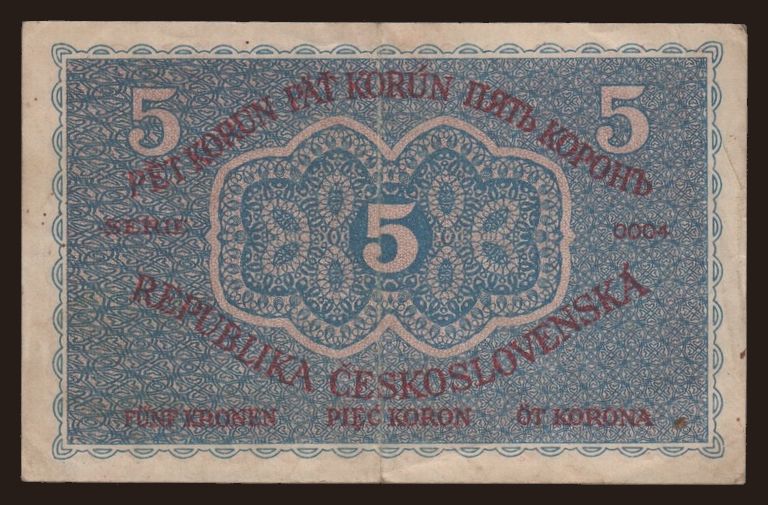 5 5
PĚT KORUN PÄŤ KORÚN ПЯТЬ КОРОНЪ
5
SERIE 0004
REPUBLIKA ČESKOSLOVENSKÁ
FÜNF KRONEN PIĘĆ KORON ÖT KORONA